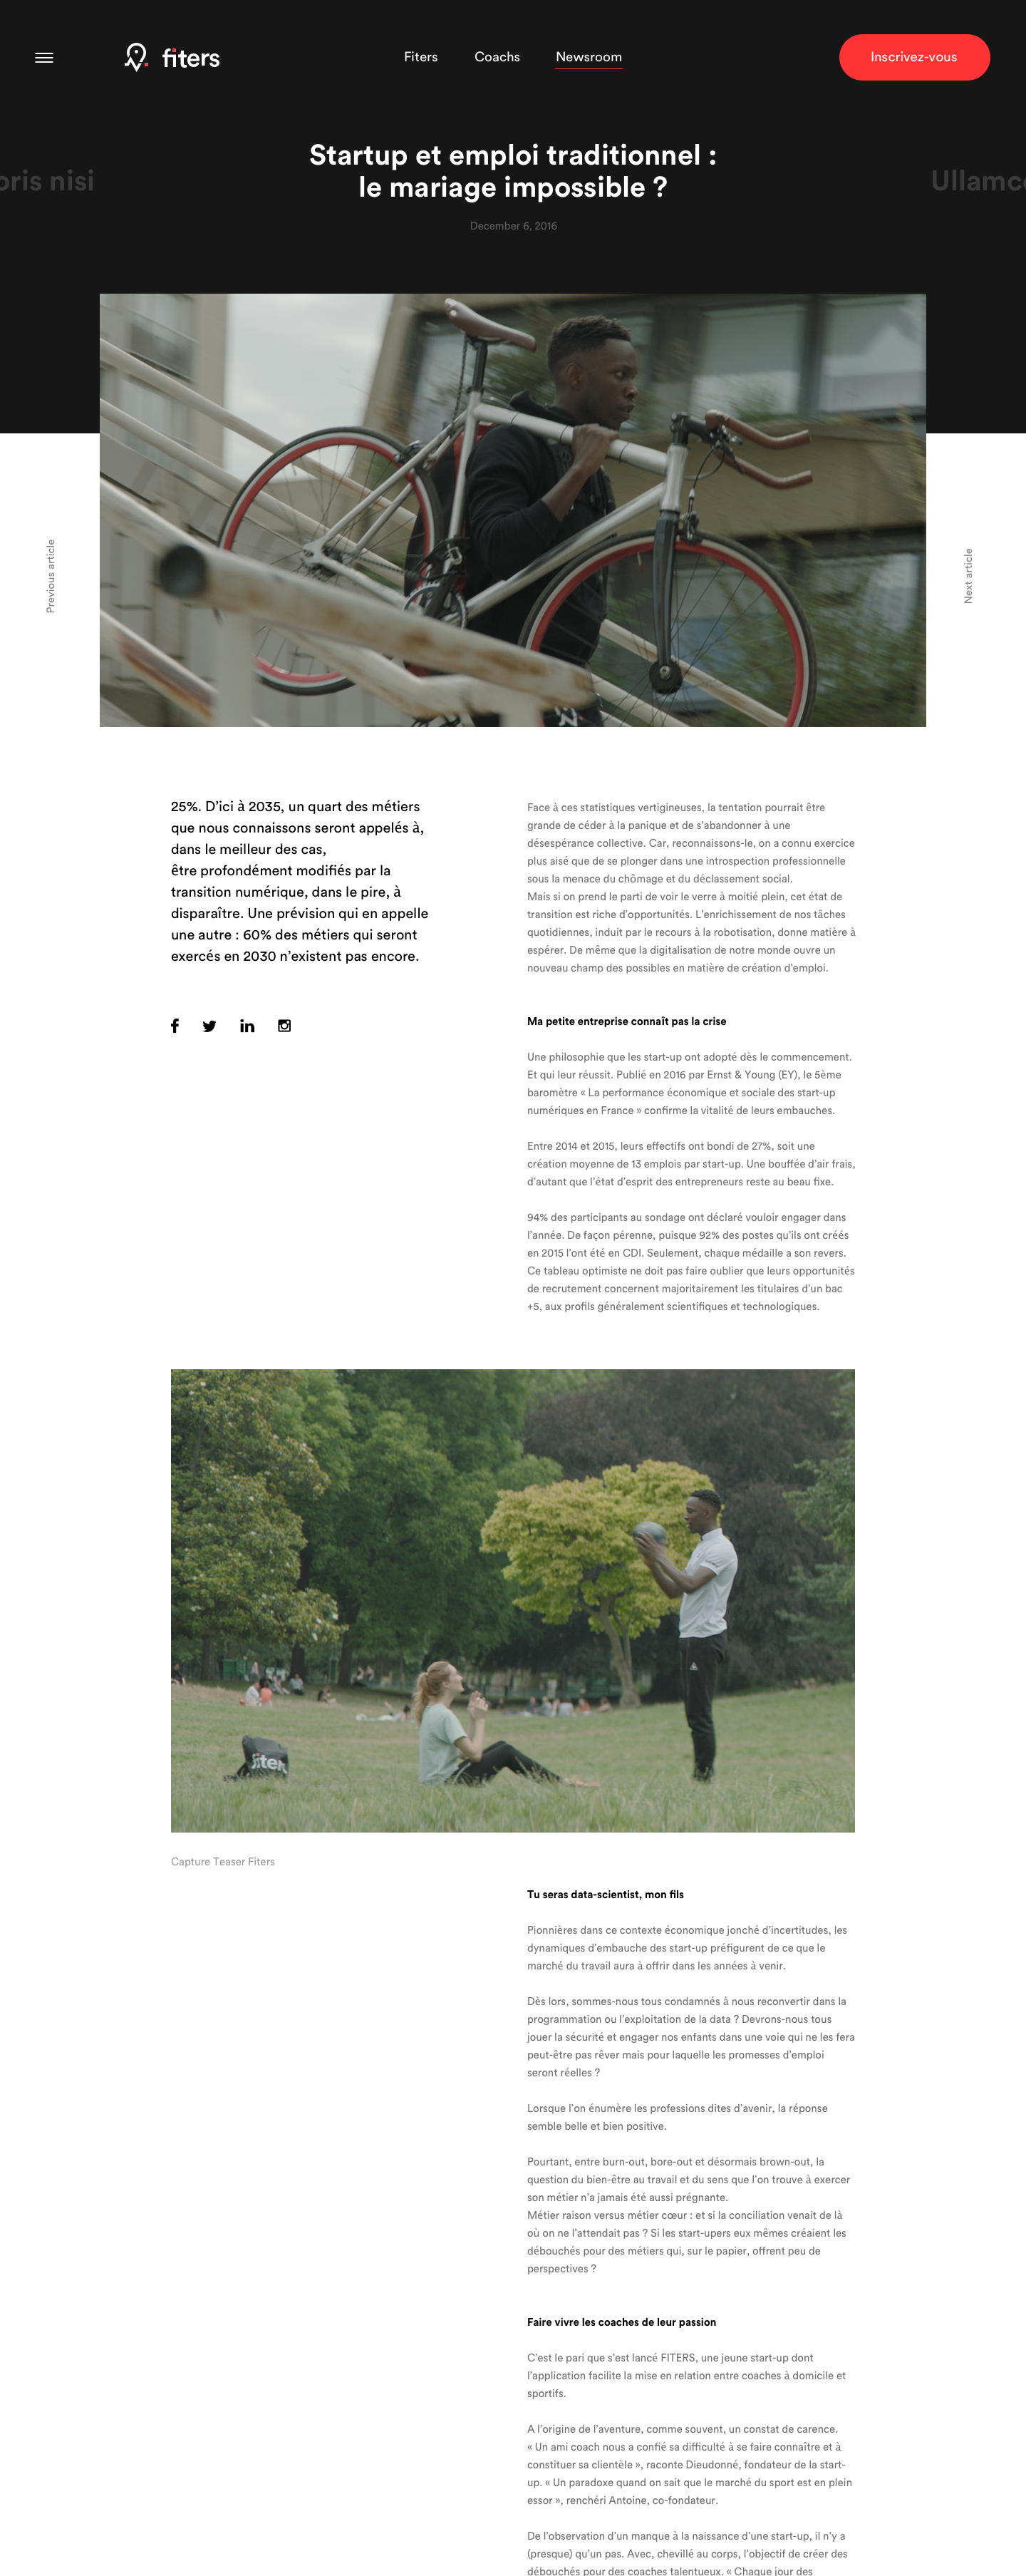 fiters
Fiters
Coachs
Newsroom
Inscrivez-vous
oris nisi
Startup et emploi traditionnel :
le mariage impossible ?
Ullamco
December 6, 2016
Previous article
Next article
25%. D’ici à 2035, un quart des métiers
que nous connaissons seront appelés à,
dans le meilleur des cas,
être profondément modifiés par la
transition numérique, dans le pire, à
disparaître. Une prévision qui en appelle
une autre : 60% des métiers qui seront
exercés en 2030 n’existent pas encore.
Face à ces statistiques vertigineuses, la tentation pourrait être
grande de céder à la panique et de s’abandonner à une
désespérance collective. Car, reconnaissons-le, on a connu exercice
plus aisé que de se plonger dans une introspection professionnelle
sous la menace du chômage et du déclassement social.
Mais si on prend le parti de voir le verre à moitié plein, cet état de
transition est riche d’opportunités. L’enrichissement de nos tâches
quotidiennes, induit par le recours à la robotisation, donne matière à
espérer. De même que la digitalisation de notre monde ouvre un
nouveau champ des possibles en matière de création d’emploi.
Ma petite entreprise connaît pas la crise
Une philosophie que les start-up ont adopté dès le commencement.
Et qui leur réussit. Publié en 2016 par Ernst & Young (EY), le 5ème
baromètre « La performance économique et sociale des start-up
numériques en France » confirme la vitalité de leurs embauches.
Entre 2014 et 2015, leurs effectifs ont bondi de 27%, soit une
création moyenne de 13 emplois par start-up. Une bouffée d’air frais,
d’autant que l’état d’esprit des entrepreneurs reste au beau fixe.
94% des participants au sondage ont déclaré vouloir engager dans
l’année. De façon pérenne, puisque 92% des postes qu’ils ont créés
en 2015 l’ont été en CDI. Seulement, chaque médaille a son revers.
Ce tableau optimiste ne doit pas faire oublier que leurs opportunités
de recrutement concernent majoritairement les titulaires d’un bac
+5, aux profils généralement scientifiques et technologiques.
fiters
Capture Teaser Fiters
Tu seras data-scientist, mon fils
Pionnières dans ce contexte économique jonché d’incertitudes, les
dynamiques d’embauche des start-up préfigurent de ce que le
marché du travail aura à offrir dans les années à venir.
Dès lors, sommes-nous tous condamnés à nous reconvertir dans la
programmation ou l’exploitation de la data ? Devrons-nous tous
jouer la sécurité et engager nos enfants dans une voie qui ne les fera
peut-être pas rêver mais pour laquelle les promesses d’emploi
seront réelles ?
Lorsque l’on énumère les professions dites d’avenir, la réponse
semble belle et bien positive.
Pourtant, entre burn-out, bore-out et désormais brown-out, la
question du bien-être au travail et du sens que l’on trouve à exercer
son métier n’a jamais été aussi prégnante.
Métier raison versus métier cœur : et si la conciliation venait de là
où on ne l’attendait pas ? Si les start-upers eux mêmes créaient les
débouchés pour des métiers qui, sur le papier, offrent peu de
perspectives ?
Faire vivre les coaches de leur passion
C’est le pari que s’est lancé FITERS, une jeune start-up dont
l’application facilite la mise en relation entre coaches à domicile et
sportifs.
A l’origine de l’aventure, comme souvent, un constat de carence.
« Un ami coach nous a confié sa difficulté à se faire connaître et à
constituer sa clientèle », raconte Dieudonné, fondateur de la start-
up. « Un paradoxe quand on sait que le marché du sport est en plein
essor », renchéri Antoine, co-fondateur.
De l’observation d’un manque à la naissance d’une start-up, il n’y a
(presque) qu’un pas. Avec, chevillé au corps, l’objectif de créer des
débouchés pour des coaches talentueux. « Chaque jour des